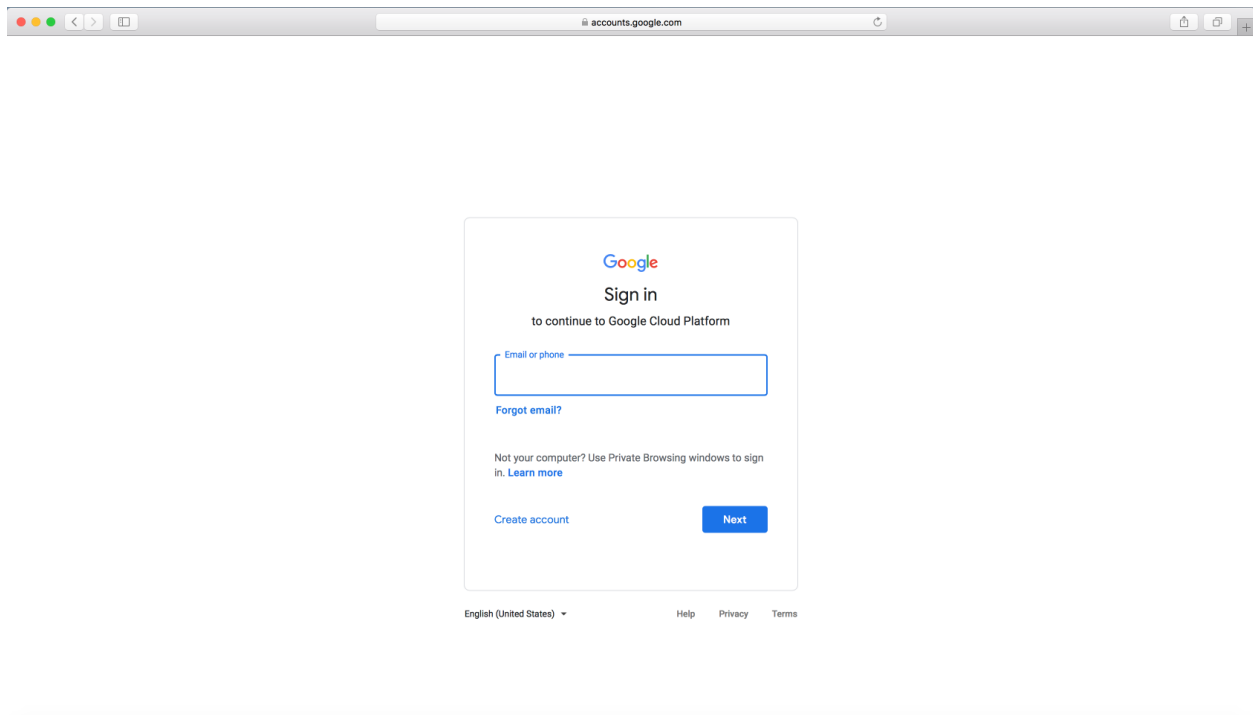 accounts.google.com
Google
Sign in
to continue to Google Cloud Platform
Email or phone
Forgot email?
Not your computer? Use Private Browsing windows to sign
in. Learn more
Create account Next
English (United States) Help Privacy Terms